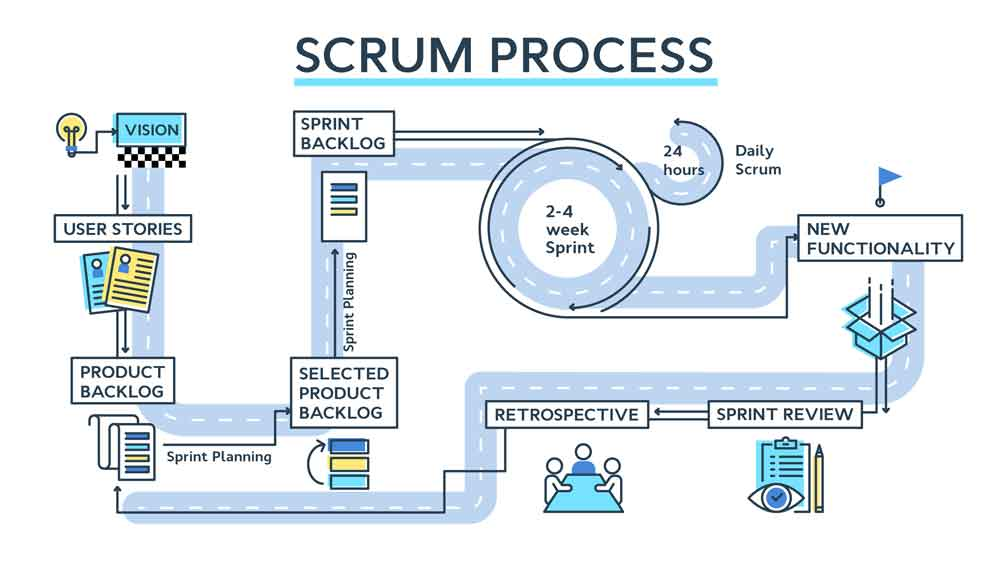 SCRUM PROCESS
VISION
USER STORIES
PRODUCT
BACKLOG
Sprint Planning
SELECTED
PRODUCT
BACKLOG
Sprint Planning
SPRINT
BACKLOG
2-4
week
Sprint
24
hours
Daily
Scrum
NEW
FUNCTIONALITY
SPRINT REVIEW
RETROSPECTIVE